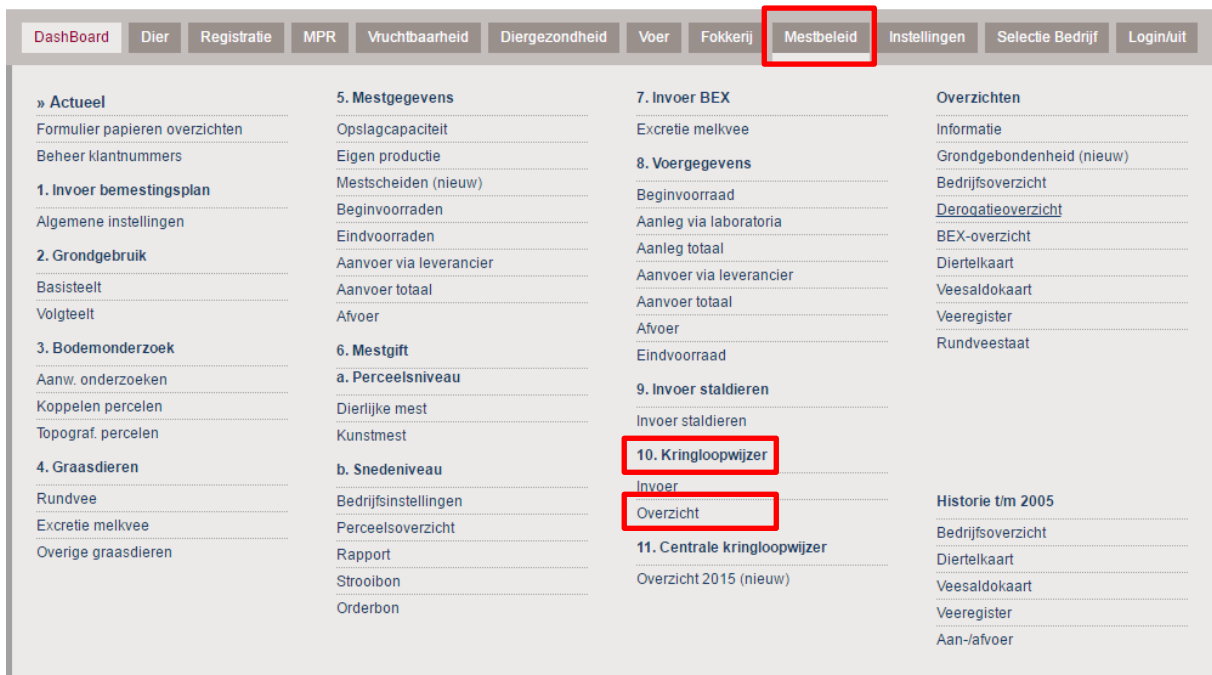 DashBoard Dier Registratie MPR Vruchtbaarheid Diergezondheid Voer Fokkerij Mestbeleid Instellingen Selectie Bedrijf Login/uit
» Actueel
Formulier papieren overzichten
Beheer klantnummers
1. Invoer bemestingsplan
Algemene instellingen
2. Grondgebruik
Basisteelt
Volgteelt
3. Bodemonderzoek
Aanw. onderzoeken
Koppelen percelen
Topograf. percelen
4. Graasdieren
Rundvee
Excretie melkvee
Overige graasdieren
5. Mestgegevens
Opslagcapaciteit
Eigen productie
Mestscheiden (nieuw)
Beginvoorraden
Eindvoorraden
Aanvoer via leverancier
Aanvoer totaal
Afvoer
6. Mestgift
a. Perceelsniveau
Dierlijke mest
Kunstmest
b. Snedeniveau
Bedrijfsinstellingen
Perceelsoverzicht
Rapport
Strooibon
Orderbon
7. Invoer BEX
Excretie melkvee
8. Voergegevens
Beginvoorraad
Aanleg via laboratoria
Aanleg totaal
Aanvoer via leverancier
Aanvoer totaal
Afvoer
Eindvoorraad
9. Invoer staldieren
Invoer staldieren
10. Kringloopwijzer
Invoer
Overzicht
11. Centrale kringloopwijzer
Overzicht 2015 (nieuw)
Overzichten
Informatie
Grondgebondenheid (nieuw)
Bedrijfsoverzicht
Derogatieoverzicht
BEX-overzicht
Diertelkaart
Veesaldokaart
Veeregister
Rundveestaat
Historie t/m 2005
Bedrijfsoverzicht
Diertelkaart
Veesaldokaart
Veeregister
Aan-/afvoer